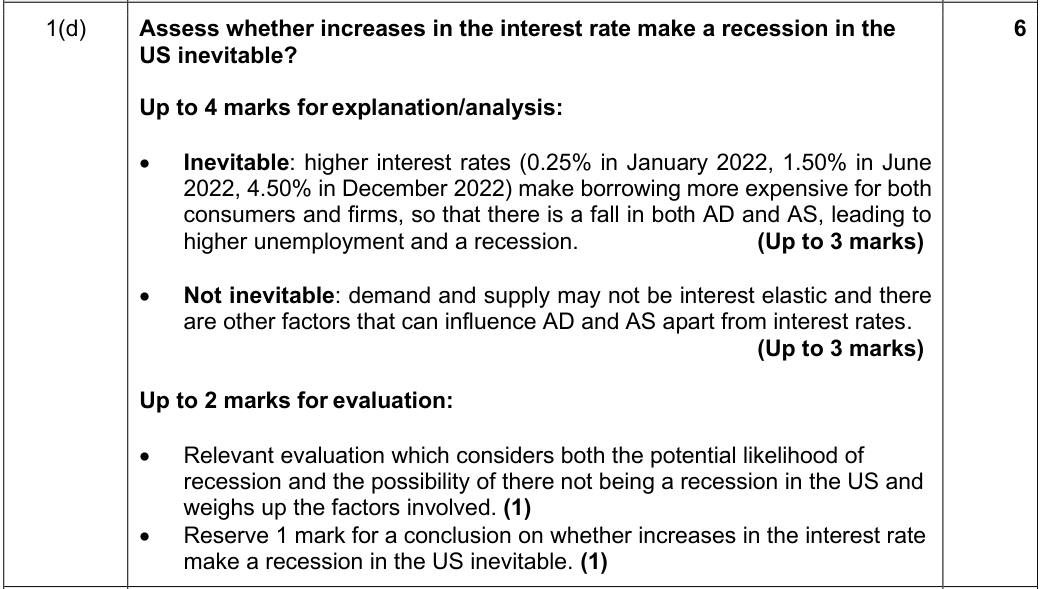 1(d) Assess whether increases in the interest rate make a recession in the 6
US inevitable?
Up to 4 marks for explanation/analysis:
• Inevitable: higher interest rates (0.25% in January 2022, 1.50% in June
2022, 4.50% in December 2022) make borrowing more expensive for both
consumers and firms, so that there is a fall in both AD and AS, leading to
higher unemployment and a recession. (Up to 3 marks)
• Not inevitable: demand and supply may not be interest elastic and there
are other factors that can influence AD and AS apart from interest rates.
(Up to 3 marks)
Up to 2 marks for evaluation:
• Relevant evaluation which considers both the potential likelihood of
recession and the possibility of there not being a recession in the US and
weighs up the factors involved. (1)
• Reserve 1 mark for a conclusion on whether increases in the interest rate
make a recession in the US inevitable. (1)